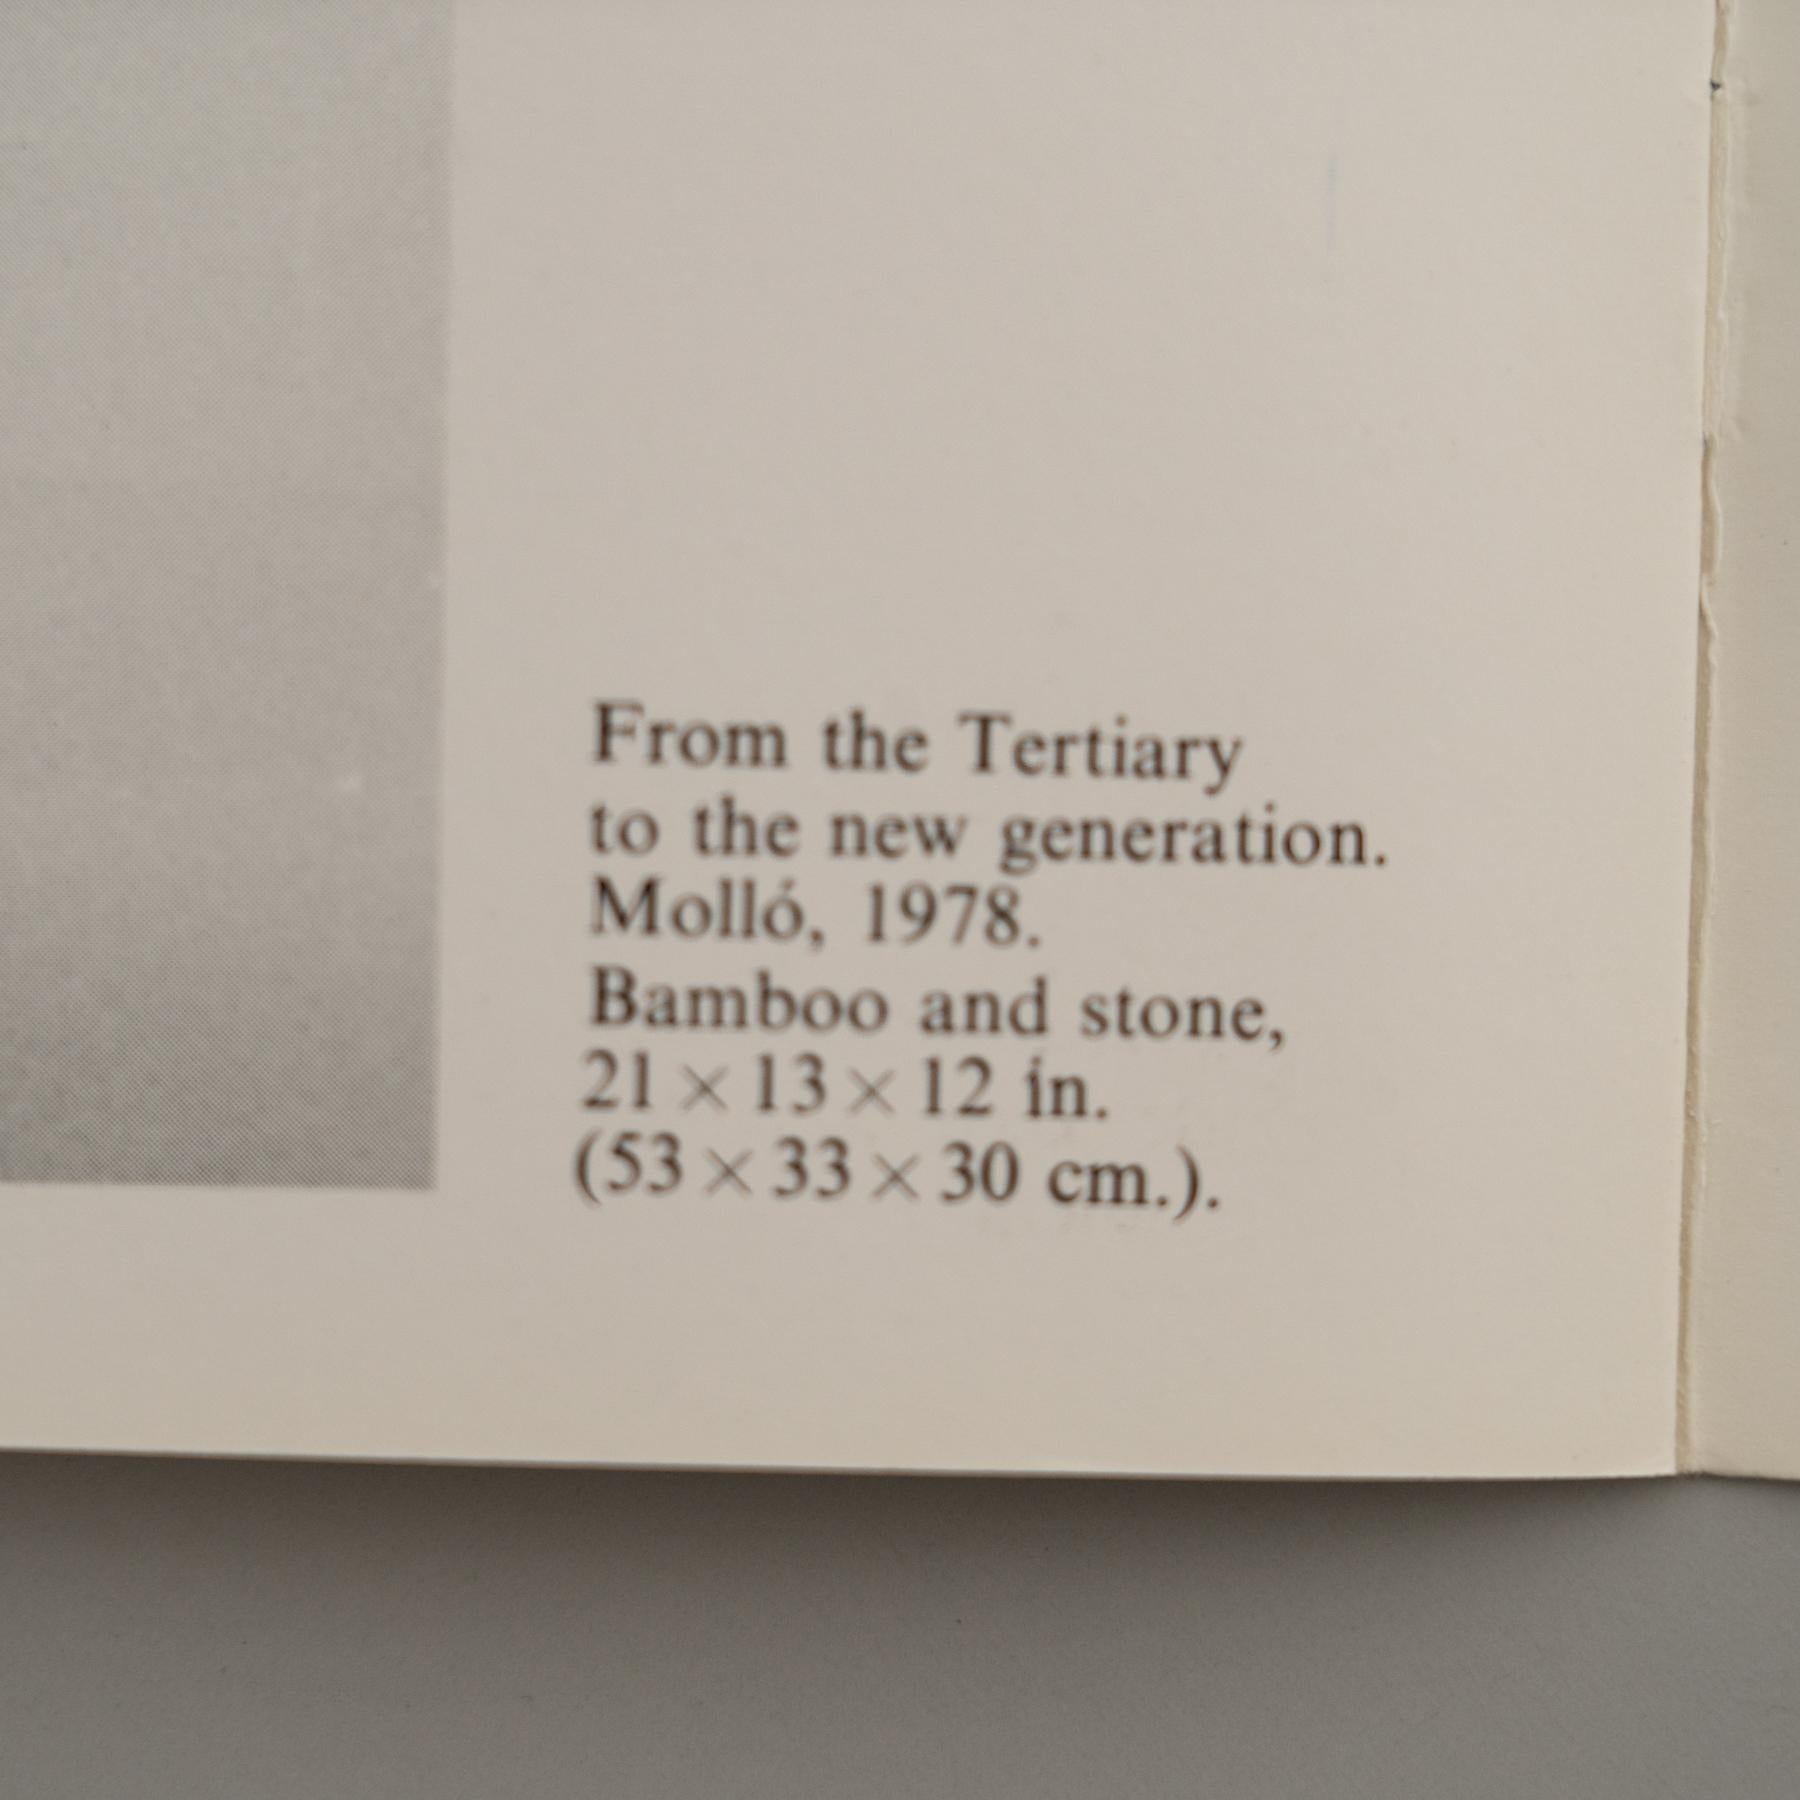 From the Tertiary
to the new generation.
Molló, 1978.
Bamboo and stone,
21 × 13 × 12 in.
(53 × 33 × 30 cm.).